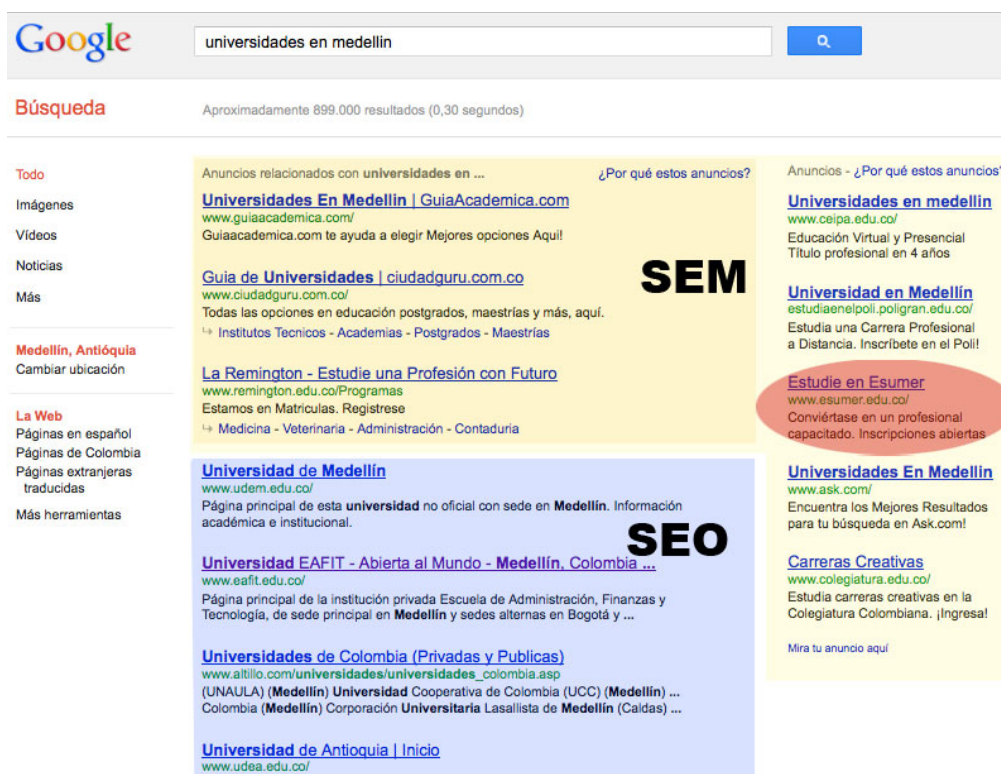 Google
universidades en medellin
Búsqueda
Aproximadamente 899.000 resultados (0,30 segundos)
Todo
Imágenes
Vídeos
Noticias
Más
Medellín, Antióquia
Cambiar ubicación
La Web
Páginas en español
Páginas de Colombia
Páginas extranjeras
traducidas
Más herramientas
Anuncios relacionados con universidades en ...
¿Por qué estos anuncios?
Universidades En Medellin | GuiaAcademica.com
www.guiaacademica.com/
Guiaacademica.com te ayuda a elegir Mejores opciones Aqui!
Guia de Universidades | ciudadguru.com.co
www.ciudadguru.com.co/
Todas las opciones en educación postgrados, maestrías y más, aquí.
Institutos Tecnicos - Academias - Postgrados - Maestrías
SEM
La Remington - Estudie una Profesión con Futuro
www.remington.edu.co/Programas
Estamos en Matriculas. Registrese
Medicina - Veterinaria - Administración - Contaduria
Universidad de Medellín
www.udem.edu.co/
Página principal de esta universidad no oficial con sede en Medellín. Información
académica e institucional.
SEO
Universidad EAFIT - Abierta al Mundo - Medellín, Colombia ...
www.eafit.edu.co/
Página principal de la institución privada Escuela de Administración, Finanzas y
Tecnología, de sede principal en Medellín y sedes alternas en Bogotá y ...
Universidades de Colombia (Privadas y Publicas)
www.altillo.com/universidades/universidades_colombia.asp
(UNAULA) (Medellín) Universidad Cooperativa de Colombia (UCC) (Medellín) ...
Colombia (Medellín) Corporación Universitaria Lasallista de Medellín (Caldas) ...
Universidad de Antioquia | Inicio
www.udea.edu.co/
Anuncios - ¿Por qué estos anuncios?
Universidades en medellin
www.ceipa.edu.co/
Educación Virtual y Presencial
Título profesional en 4 años
Universidad en Medellín
estudiaenelpoli.poligran.edu.co/
Estudia una Carrera Profesional
a Distancia. Inscríbete en el Poli!
Estudie en Esumer
www.esumer.edu.co/
Conviértase en un profesional
capacitado. Inscripciones abiertas
Universidades En Medellin
www.ask.com/
Encuentra los Mejores Resultados
para tu búsqueda en Ask.com!
Carreras Creativas
www.colegiatura.edu.co/
Estudia carreras creativas en la
Colegiatura Colombiana. ¡Ingresa!
Mira tu anuncio aquí